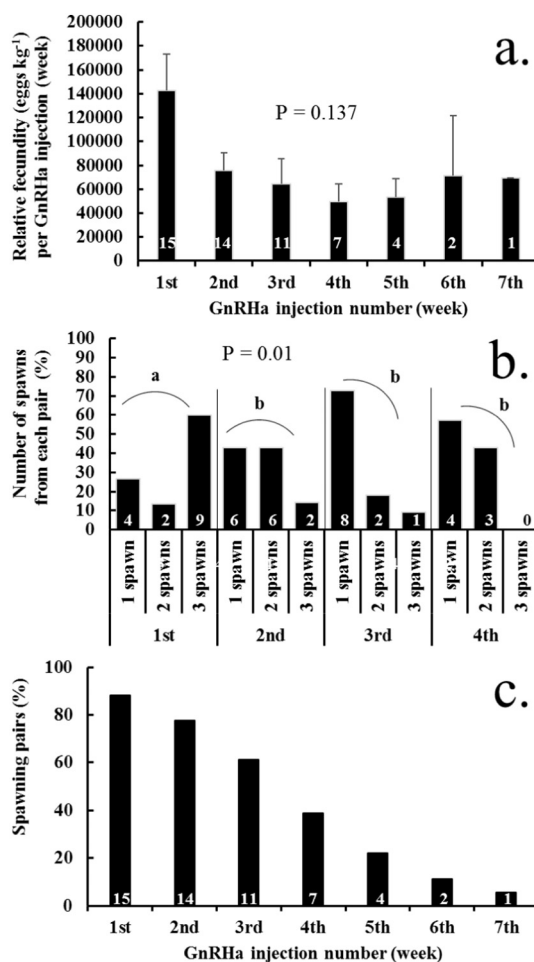 a.
Relative fecundity (eggs kg⁻¹)
per GnRHa injection (week)
200000
180000
160000
140000
120000
100000
80000
60000
40000
20000
0
P = 0.137
15 14 11 7 4 2 1
1st 2nd 3rd 4th 5th 6th 7th
GnRHa injection number (week)
b.
Number of spawns
from each pair (%)
100
90
80
70
60
50
40
30
20
10
0
P = 0.01
a b b b
4 2 9 6 6 2 8 2 1 4 3 0
1 spawn 2 spawns 3 spawns 1 spawn 2 spawns 3 spawns 1 spawn 2 spawns 3 spawns 1 spawn 2 spawns 3 spawns
1st 2nd 3rd 4th
c.
Spawning pairs (%)
100
80
60
40
20
0
15 14 11 7 4 2 1
1st 2nd 3rd 4th 5th 6th 7th
GnRHa injection number (week)